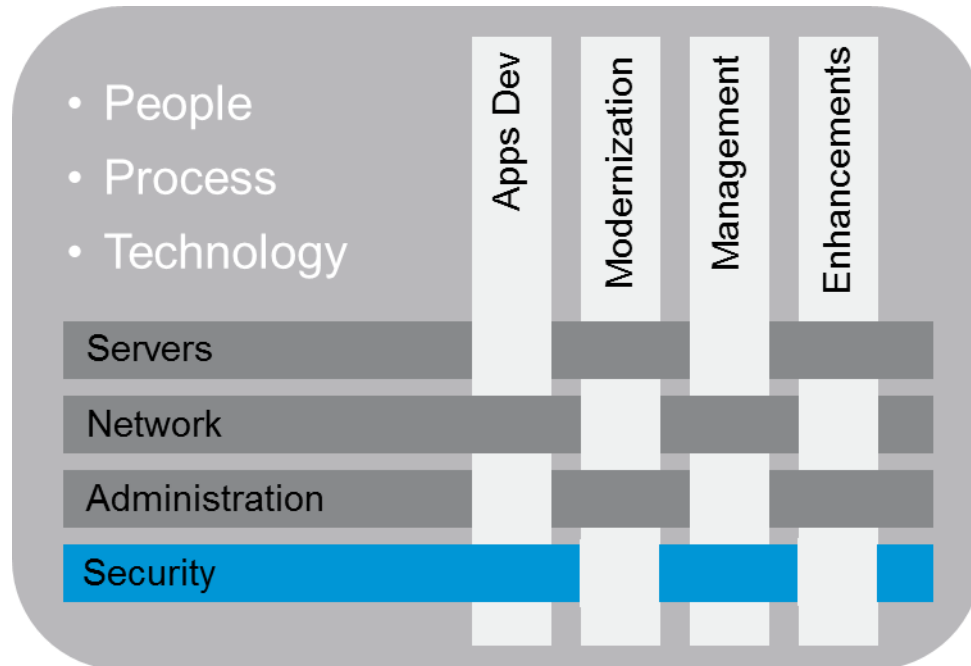 • People
• Process
• Technology
Apps Dev
Modernization
Management
Enhancements
Servers
Network
Administration
Security